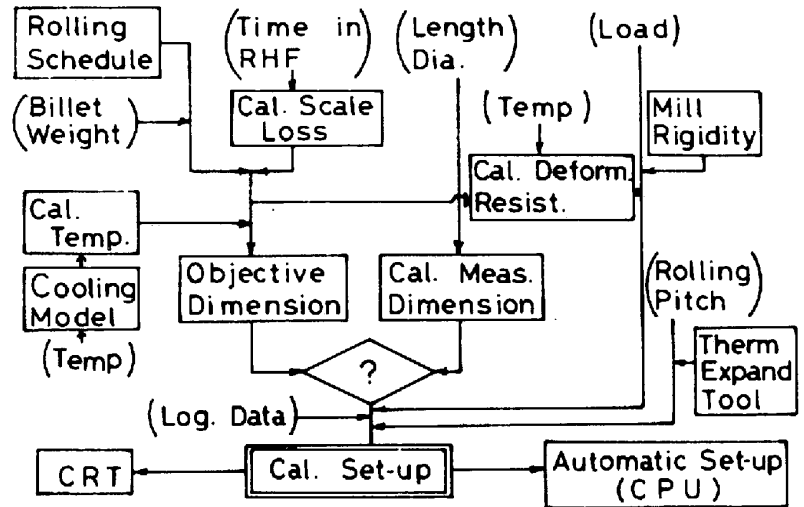 Rolling
Schedule
(Time in
RHF)
(Length
Dia.)
(Load)
(Billet
Weight)
Cal. Scale
Loss
(Temp)
Mill
Rigidity
Cal. Deform.
Resist.
Cal.
Temp.
Objective
Dimension
Cal. Meas.
Dimension
(Rolling
Pitch)
Cooling
Model
(Temp)
?
Therm
Expand
Tool
(Log. Data)
CRT
Cal. Set-up
Automatic Set-up
(CPU)